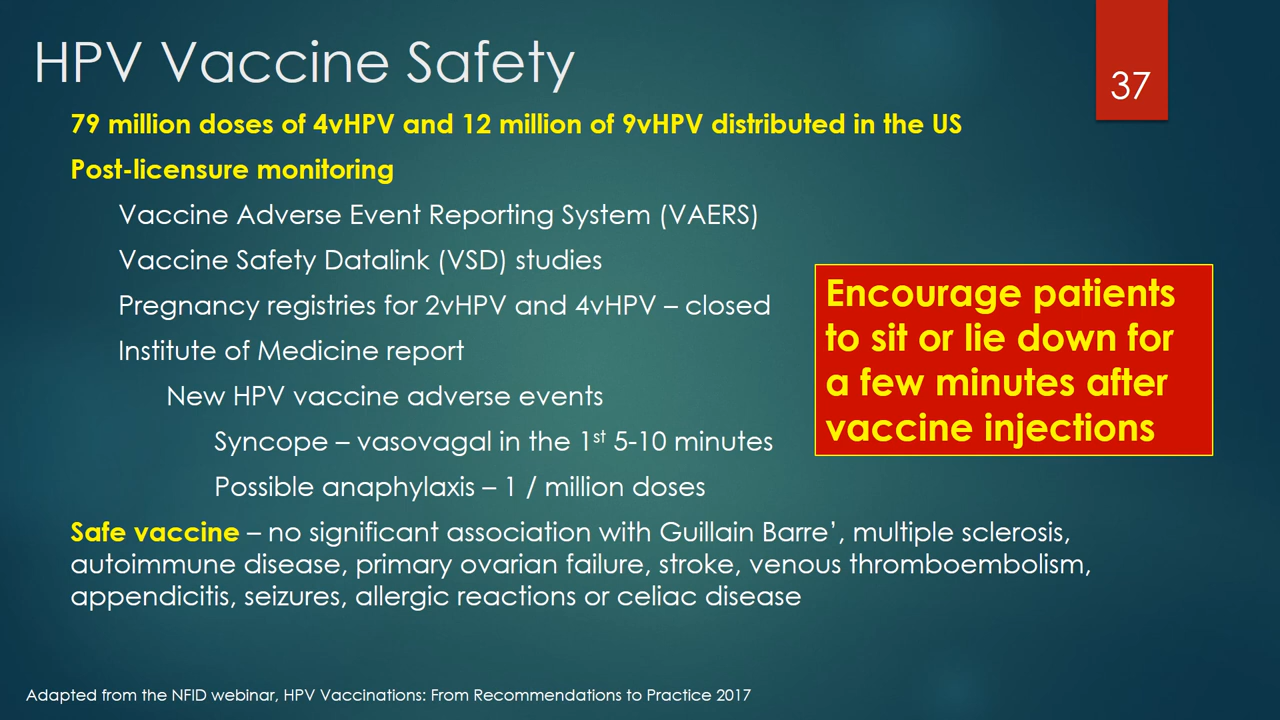 HPV Vaccine Safety
37
79 million doses of 4vHPV and 12 million of 9vHPV distributed in the US
Post-licensure monitoring
Vaccine Adverse Event Reporting System (VAERS)
Vaccine Safety Datalink (VSD) studies
Pregnancy registries for 2vHPV and 4vHPV – closed
Institute of Medicine report
New HPV vaccine adverse events
Syncope – vasovagal in the 1st 5-10 minutes
Possible anaphylaxis – 1 / million doses
Encourage patients
to sit or lie down for
a few minutes after
vaccine injections
Safe vaccine – no significant association with Guillain Barre’, multiple sclerosis,
autoimmune disease, primary ovarian failure, stroke, venous thromboembolism,
appendicitis, seizures, allergic reactions or celiac disease
Adapted from the NFID webinar, HPV Vaccinations: From Recommendations to Practice 2017